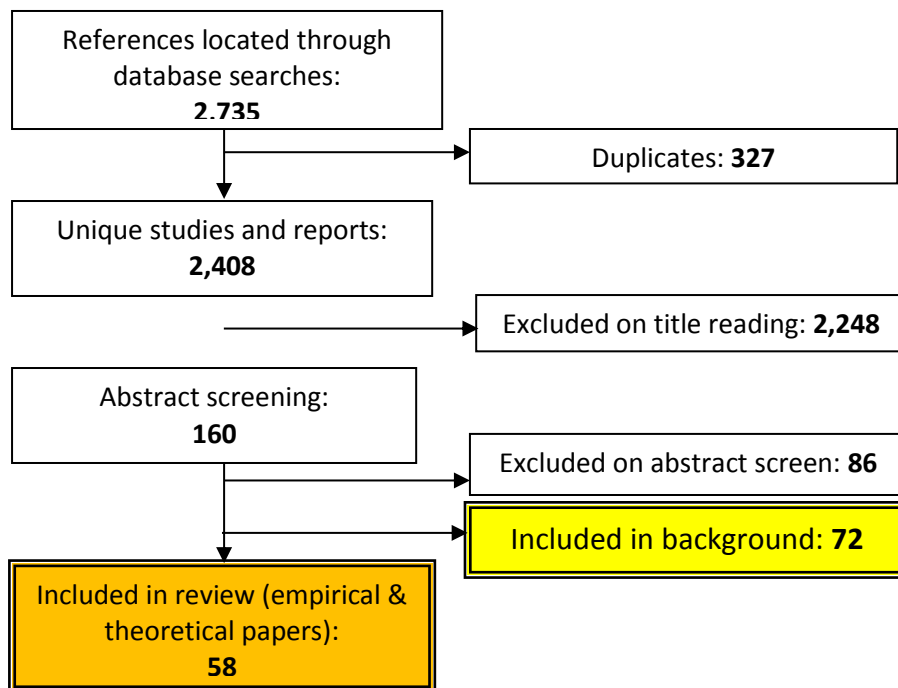 References located through
database searches:
2,735
Duplicates: 327
Unique studies and reports:
2,408
Excluded on title reading: 2,248
Abstract screening:
160
Excluded on abstract screen: 86
Included in background: 72
Included in review (empirical &
theoretical papers):
58